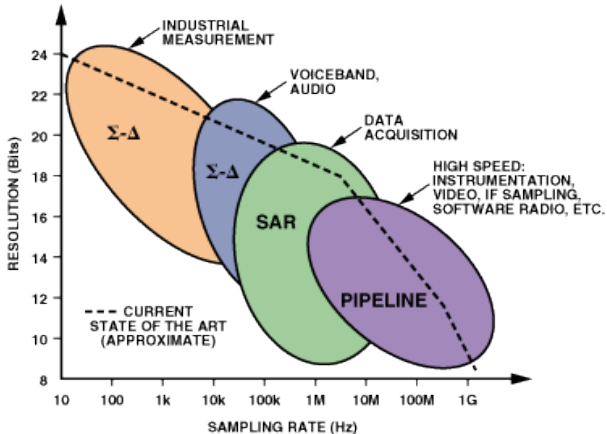 INDUSTRIAL
MEASUREMENT
VOICEBAND,
AUDIO
DATA
ACQUISITION
HIGH SPEED:
INSTRUMENTATION,
VIDEO, IF SAMPLING,
SOFTWARE RADIO, ETC.
RESOLUTION (Bits)
24
22
20
18
16
14
12
10
8
Σ-Δ
Σ-Δ
SAR
PIPELINE
CURRENT
STATE OF THE ART
(APPROXIMATE)
10 100 1k 10k 100k 1M 10M 100M 1G
SAMPLING RATE (Hz)